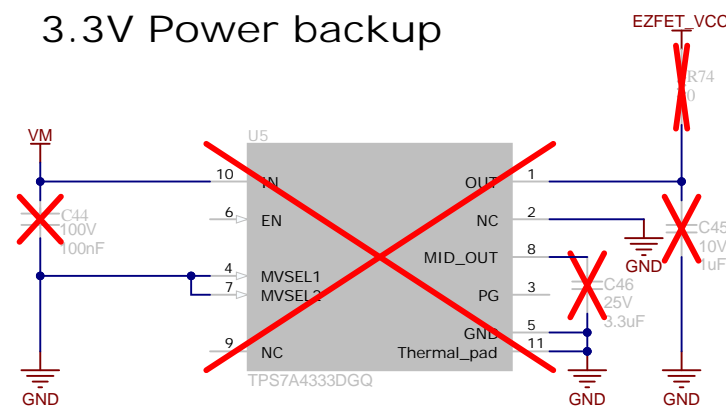 3.3V Power backup
EZFET_VCC
R74
0
VM
U5
10
IN
OUT
1
C44
100V
100nF
6
EN
NC
2
C45
10V
1uF
MID_OUT
8
GND
4
MVSEL1
7
MVSEL2
PG
3
C46
25V
3.3uF
GND
5
9
NC
Thermal_pad
11
TPS7A4333DGQ
GND
GND
GND